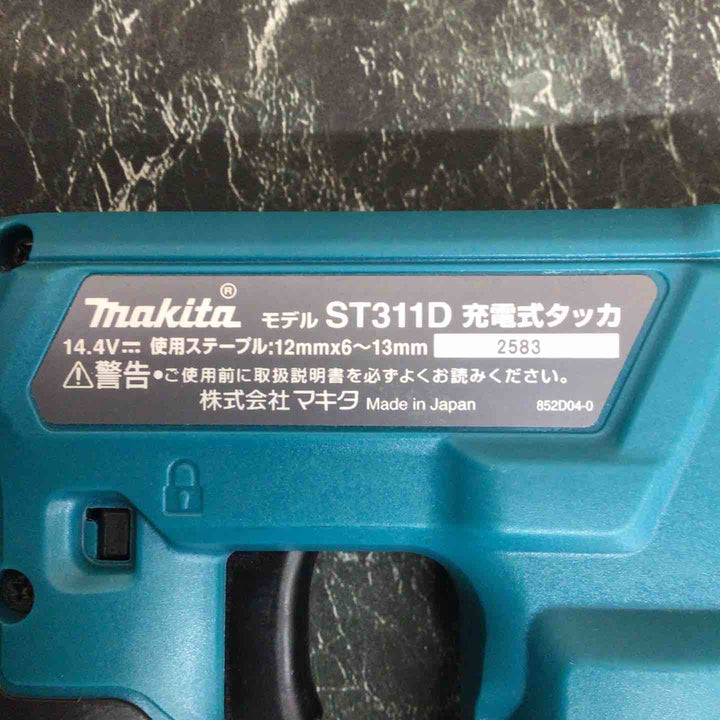 makita® モデル ST311D 充電式タッカ
14.4V⎓ 使用ステープル:12mmx6～13mm 2583
⚠警告•ご使用前に取扱説明書を必ずよくお読みください。
株式会社マキタ Made in Japan 852D04-0